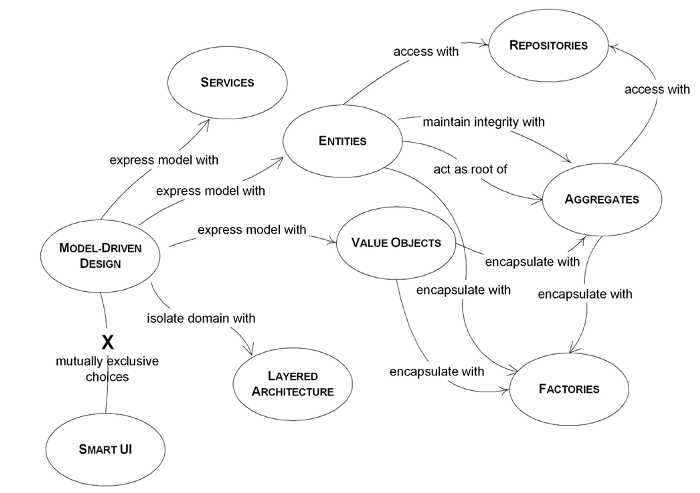 REPOSITORIES
access with
SERVICES
access with
maintain integrity with
ENTITIES
express model with
act as root of
express model with
AGGREGATES
express model with
VALUE OBJECTS
MODEL-DRIVEN
DESIGN
encapsulate with
encapsulate with
encapsulate with
isolate domain with
X
mutually exclusive
choices
encapsulate with
LAYERED
ARCHITECTURE
FACTORIES
SMART UI